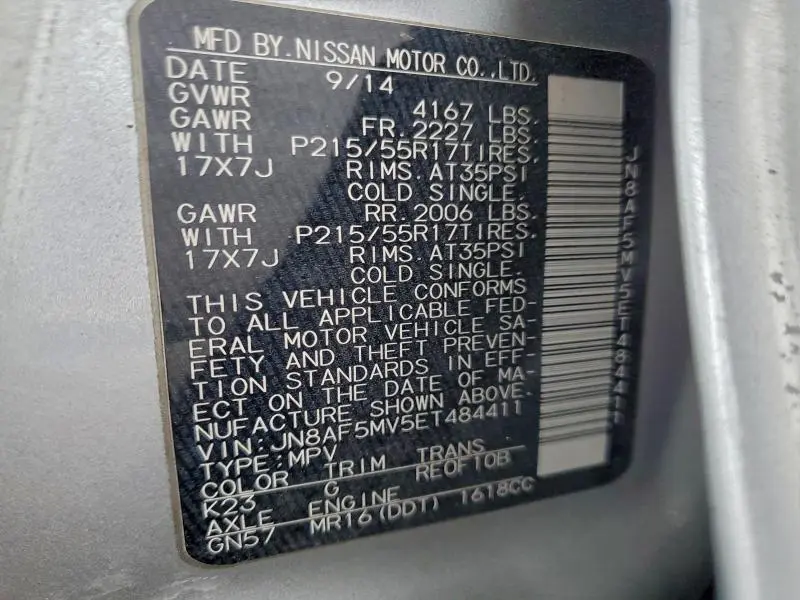 MFD BY.NISSAN MOTOR CO.,LTD.
DATE 9/14
GVWR 4167 LBS.
GAWR FR.2227 LBS.
WITH P215/55R17TIRES.
17X7J RIMS.AT35PSI
COLD SINGLE.
GAWR RR.2006 LBS.
WITH P215/55R17TIRES.
17X7J RIMS.AT35PSI
COLD SINGLE.
THIS VEHICLE CONFORMS
TO ALL APPLICABLE FED-
ERAL MOTOR VEHICLE SA-
FETY AND THEFT PREVEN-
TION STANDARDS IN EFF-
ECT ON THE DATE OF MA-
NUFACTURE SHOWN ABOVE.
VIN:JN8AF5MV5ET484411
TYPE:MPV
COLOR TRIM TRANS
K23 C RE0F10B
AXLE ENGINE
GN57 MR16(DDT) 1618CC
JN8AF5MV5ET484411